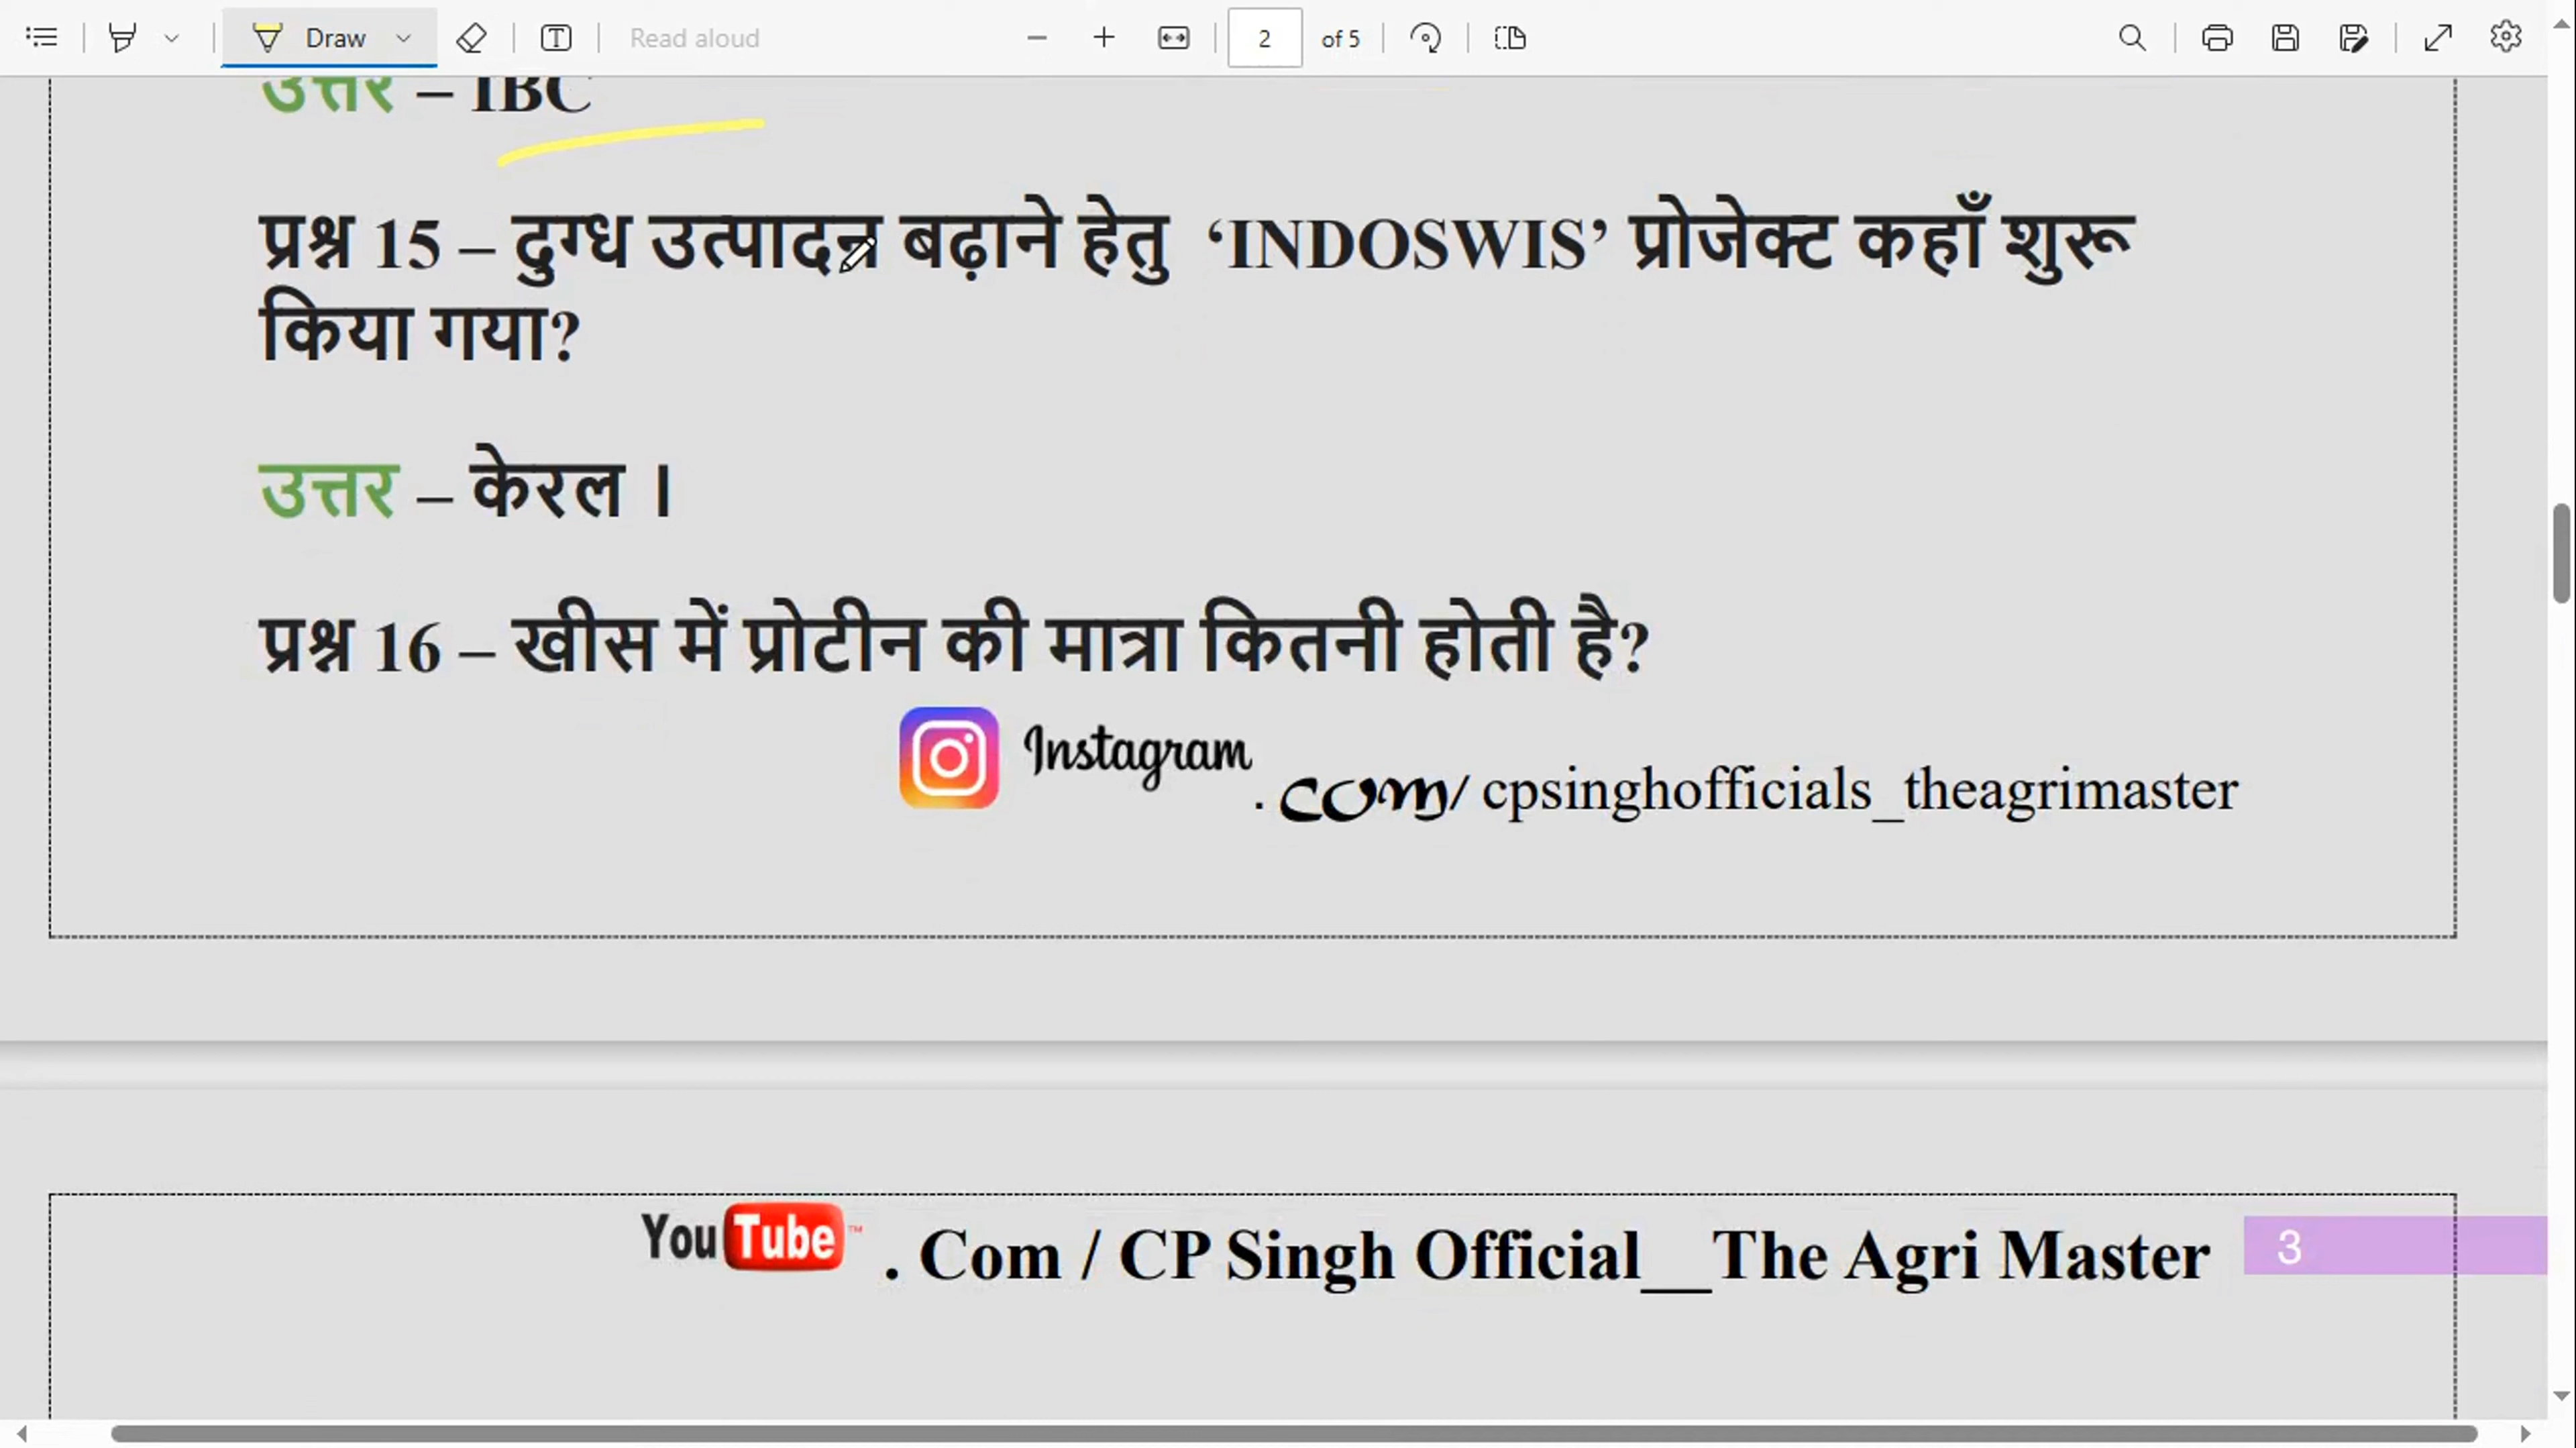 Draw
Read aloud
2
of 5
उत्तर – IBC
प्रश्न 15 – दुग्ध उत्पादन बढ़ाने हेतु ‘INDOSWIS’ प्रोजेक्ट कहाँ शुरू
किया गया?
उत्तर – केरल ।
प्रश्न 16 – खीस में प्रोटीन की मात्रा कितनी होती है?
Instagram . com/ cpsinghofficials_theagrimaster
YouTube™ . Com / CP Singh Official__The Agri Master
3